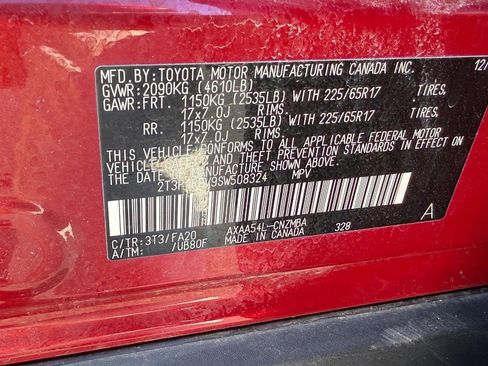 MFD.BY:TOYOTA MOTOR MANUFACTURING CANADA INC. 12/
GVWR:2090KG (4610LB)
GAWR:FRT. 1150KG (2535LB) WITH 225/65R17 TIRES.
17x7.0J RIMS.
RR. 1150KG (2535LB) WITH 225/65R17 TIRES.
17x7.0J RIMS.
THIS VEHICLE CONFORMS TO ALL APPLICABLE FEDERAL MOTOR
VEHICLE AND THEFT PREVENTION STANDARDS IN EFFECT ON
THE DATE OF MANUFACTURE SHOWN ABOVE.
MPV
A
C/TR:3T3/FA20 AXAA54L-CNZMBA 328
A/TM: /UB80F MADE IN CANADA